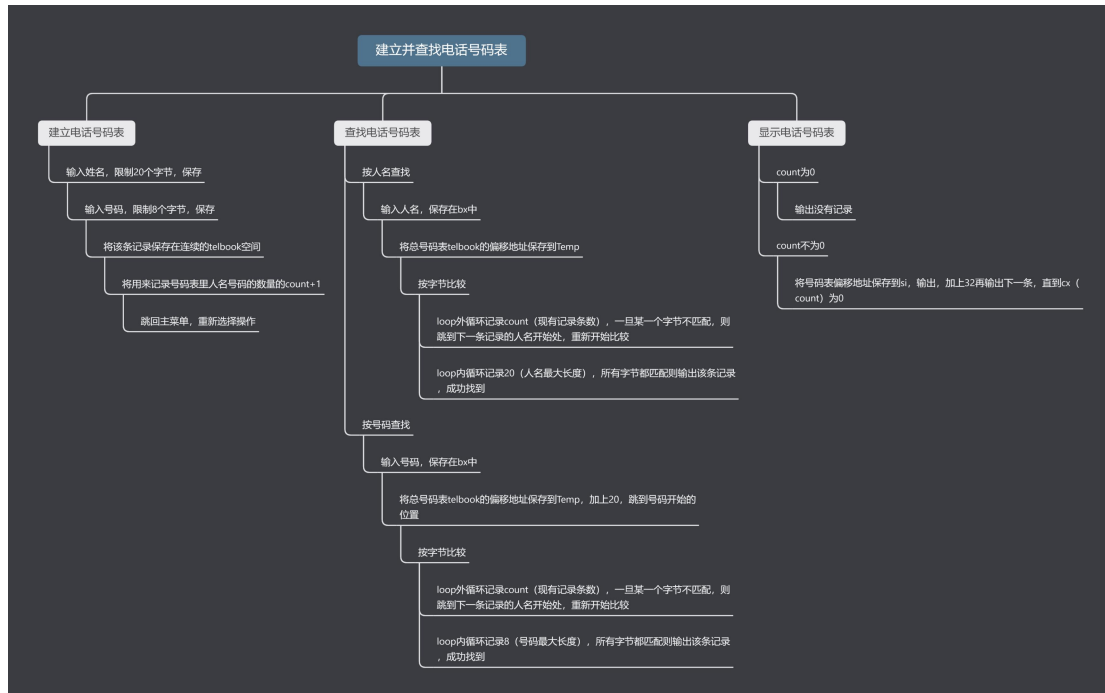 建立并查找电话号码表
建立电话号码表
输入姓名，限制20个字节，保存
输入号码，限制8个字节，保存
将该条记录保存在连续的telbook空间
将用来记录号码表里人名号码的数量的count+1
跳回主菜单，重新选择操作
查找电话号码表
按人名查找
输入人名，保存在bx中
将总号码表telbook的偏移地址保存到Temp
按字节比较
loop外循环记录count（现有记录条数），一旦某一个字节不匹配，则
跳到下一条记录的人名开始处，重新开始比较
loop内循环记录20（人名最大长度），所有字节都匹配则输出该条记录
，成功找到
按号码查找
输入号码，保存在bx中
将总号码表telbook的偏移地址保存到Temp，加上20，跳到号码开始的
位置
按字节比较
loop外循环记录count（现有记录条数），一旦某一个字节不匹配，则
跳到下一条记录的人名开始处，重新开始比较
loop内循环记录8（号码最大长度），所有字节都匹配则输出该条记录
，成功找到
显示电话号码表
count为0
输出没有记录
count不为0
将号码表偏移地址保存到si，输出，加上32再输出下一条，直到cx（
count）为0